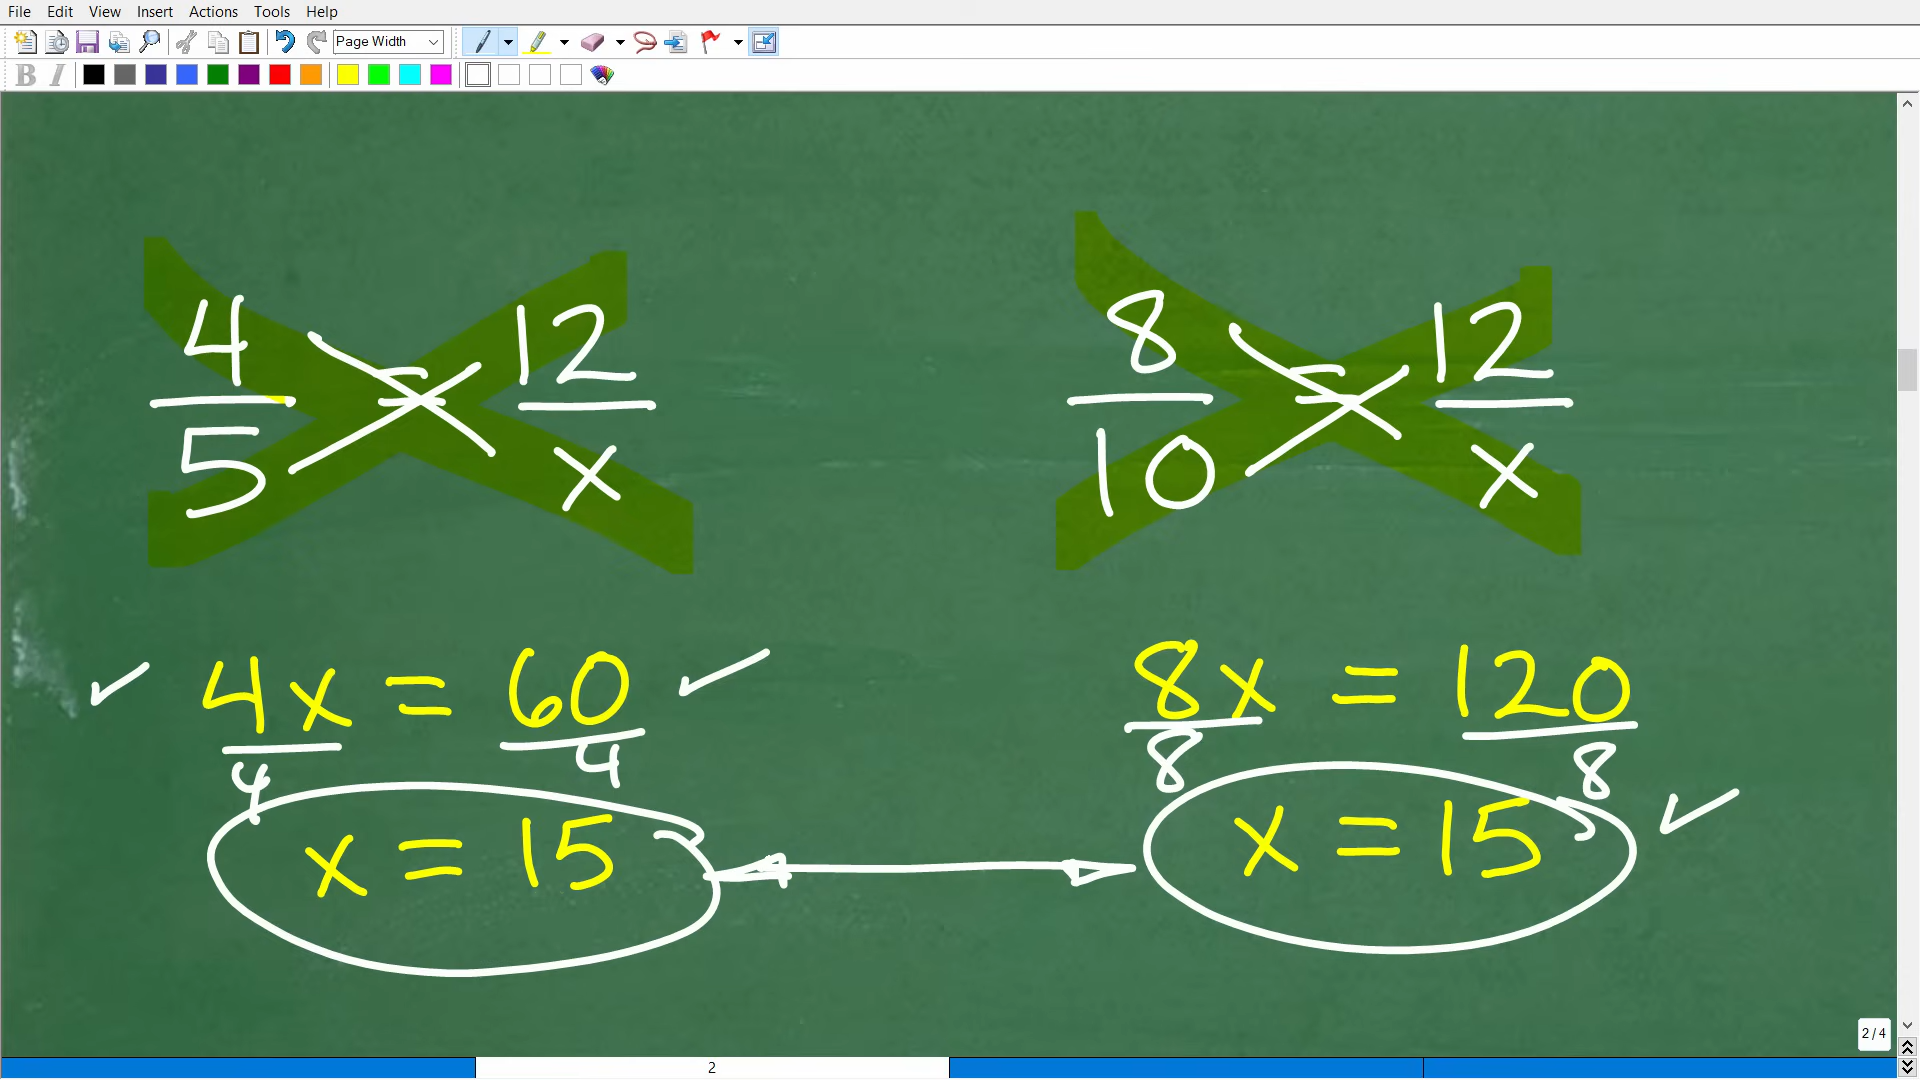 File Edit View Insert Actions Tools Help
Page Width
B I
4/5 = 12/x
8/10 = 12/x
4x = 60
4 4
x = 15
8x = 120
8 8
x = 15
2 / 4
2